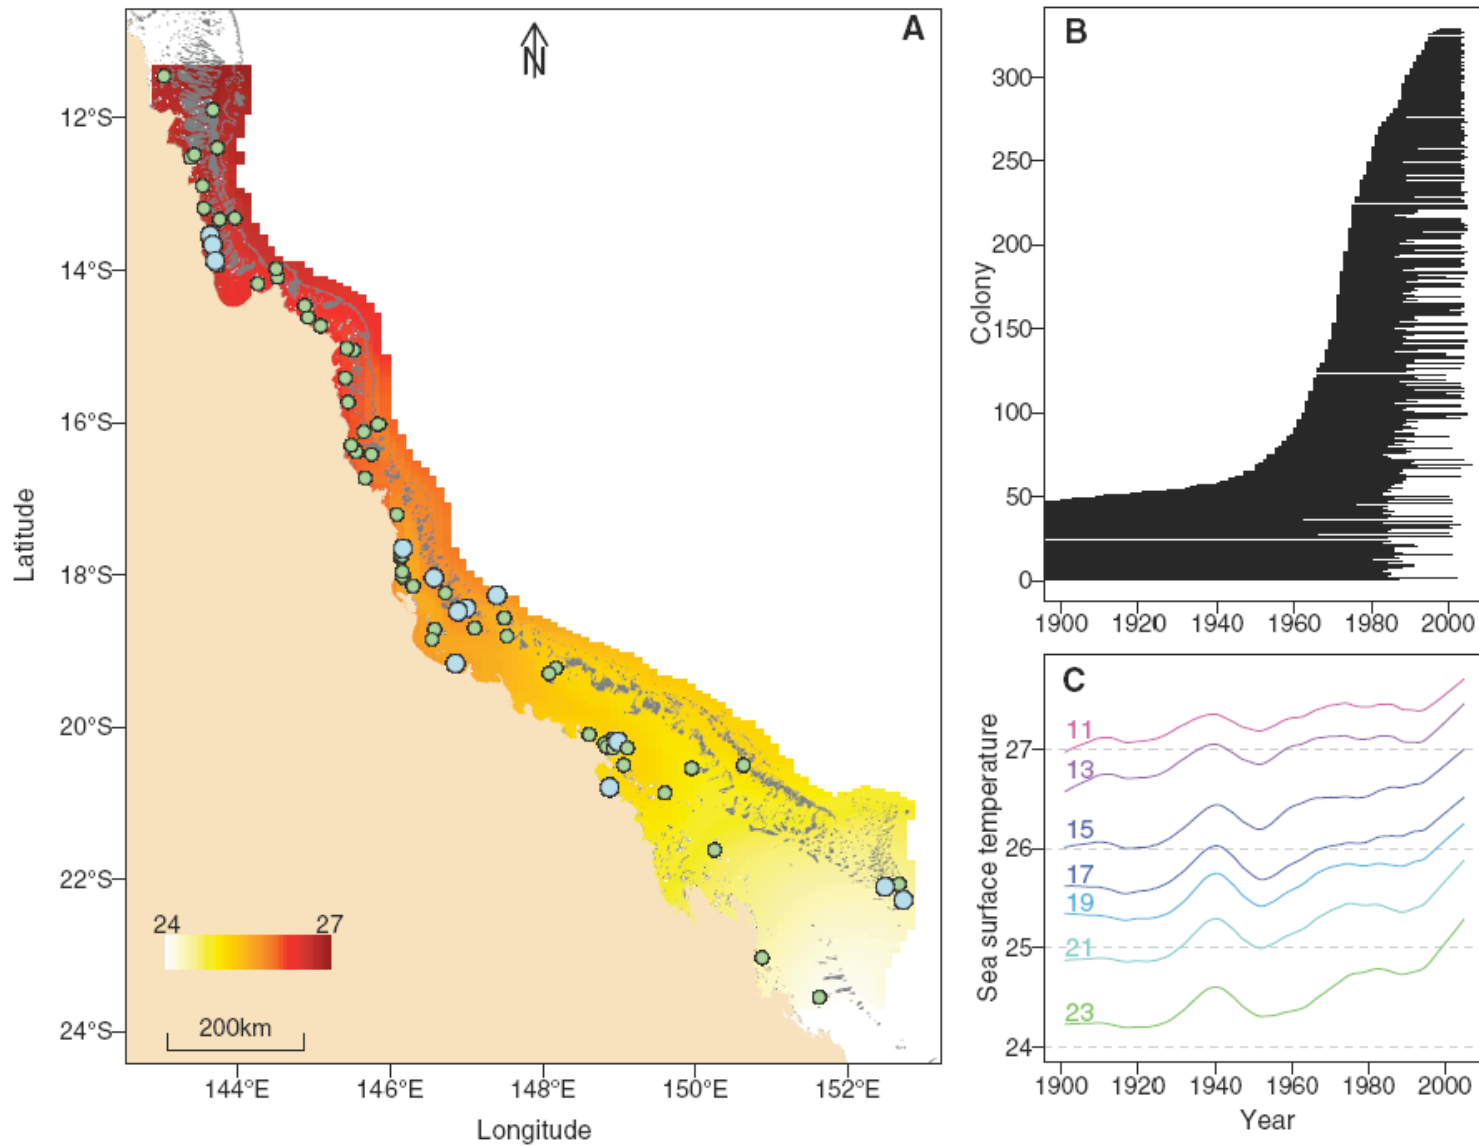 A
N
12°S
14°S
16°S
18°S
20°S
22°S
24°S
Latitude
24 27
200km
144°E 146°E 148°E 150°E 152°E
Longitude
B
300
250
200
150
100
50
0
Colony
1900 1920 1940 1960 1980 2000
C
11
13
15
17
19
21
23
27
26
25
24
Sea surface temperature
1900 1920 1940 1960 1980 2000
Year